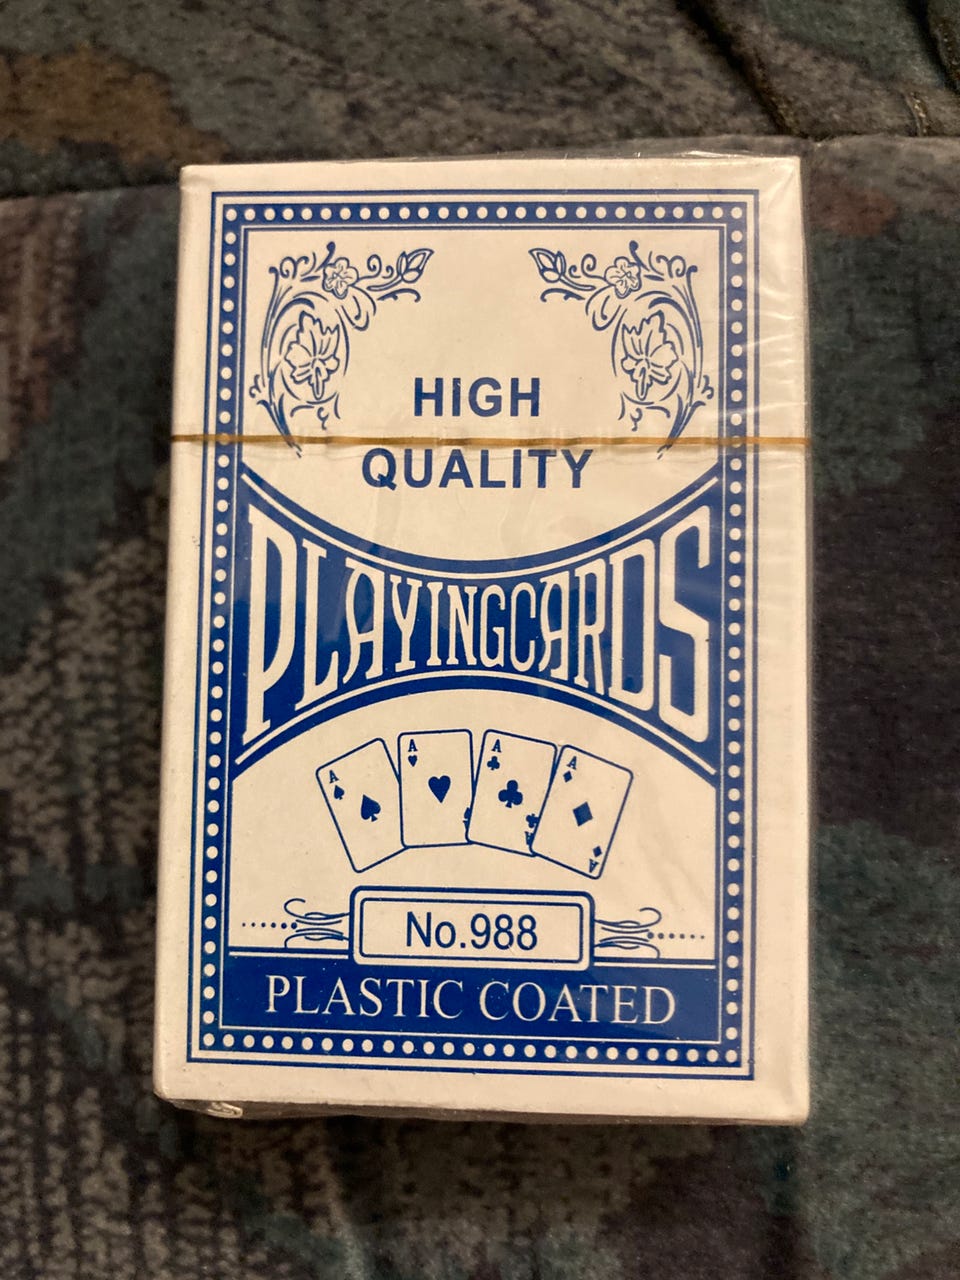 HIGH
QUALITY
PLAYINGCARDS
A A A A
A A
No.988
PLASTIC COATED